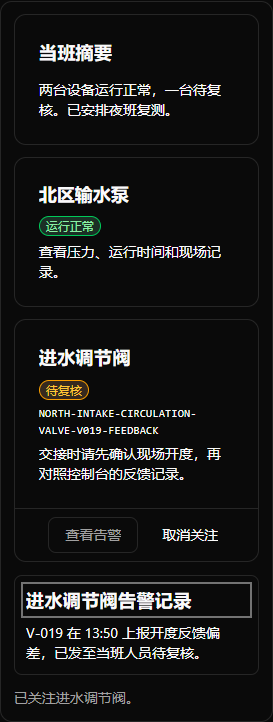 当班摘要
两台设备运行正常，一台待复
核。已安排夜班复测。
北区输水泵
运行正常
查看压力、运行时间和现场记
录。
进水调节阀
待复核
NORTH-INTAKE-CIRCULATION-
VALVE-V019-FEEDBACK
交接时请先确认现场开度，再
对照控制台的反馈记录。
查看告警
取消关注
进水调节阀告警记录
V-019 在 13:50 上报开度反馈偏
差，已发至当班人员待复核。
已关注进水调节阀。